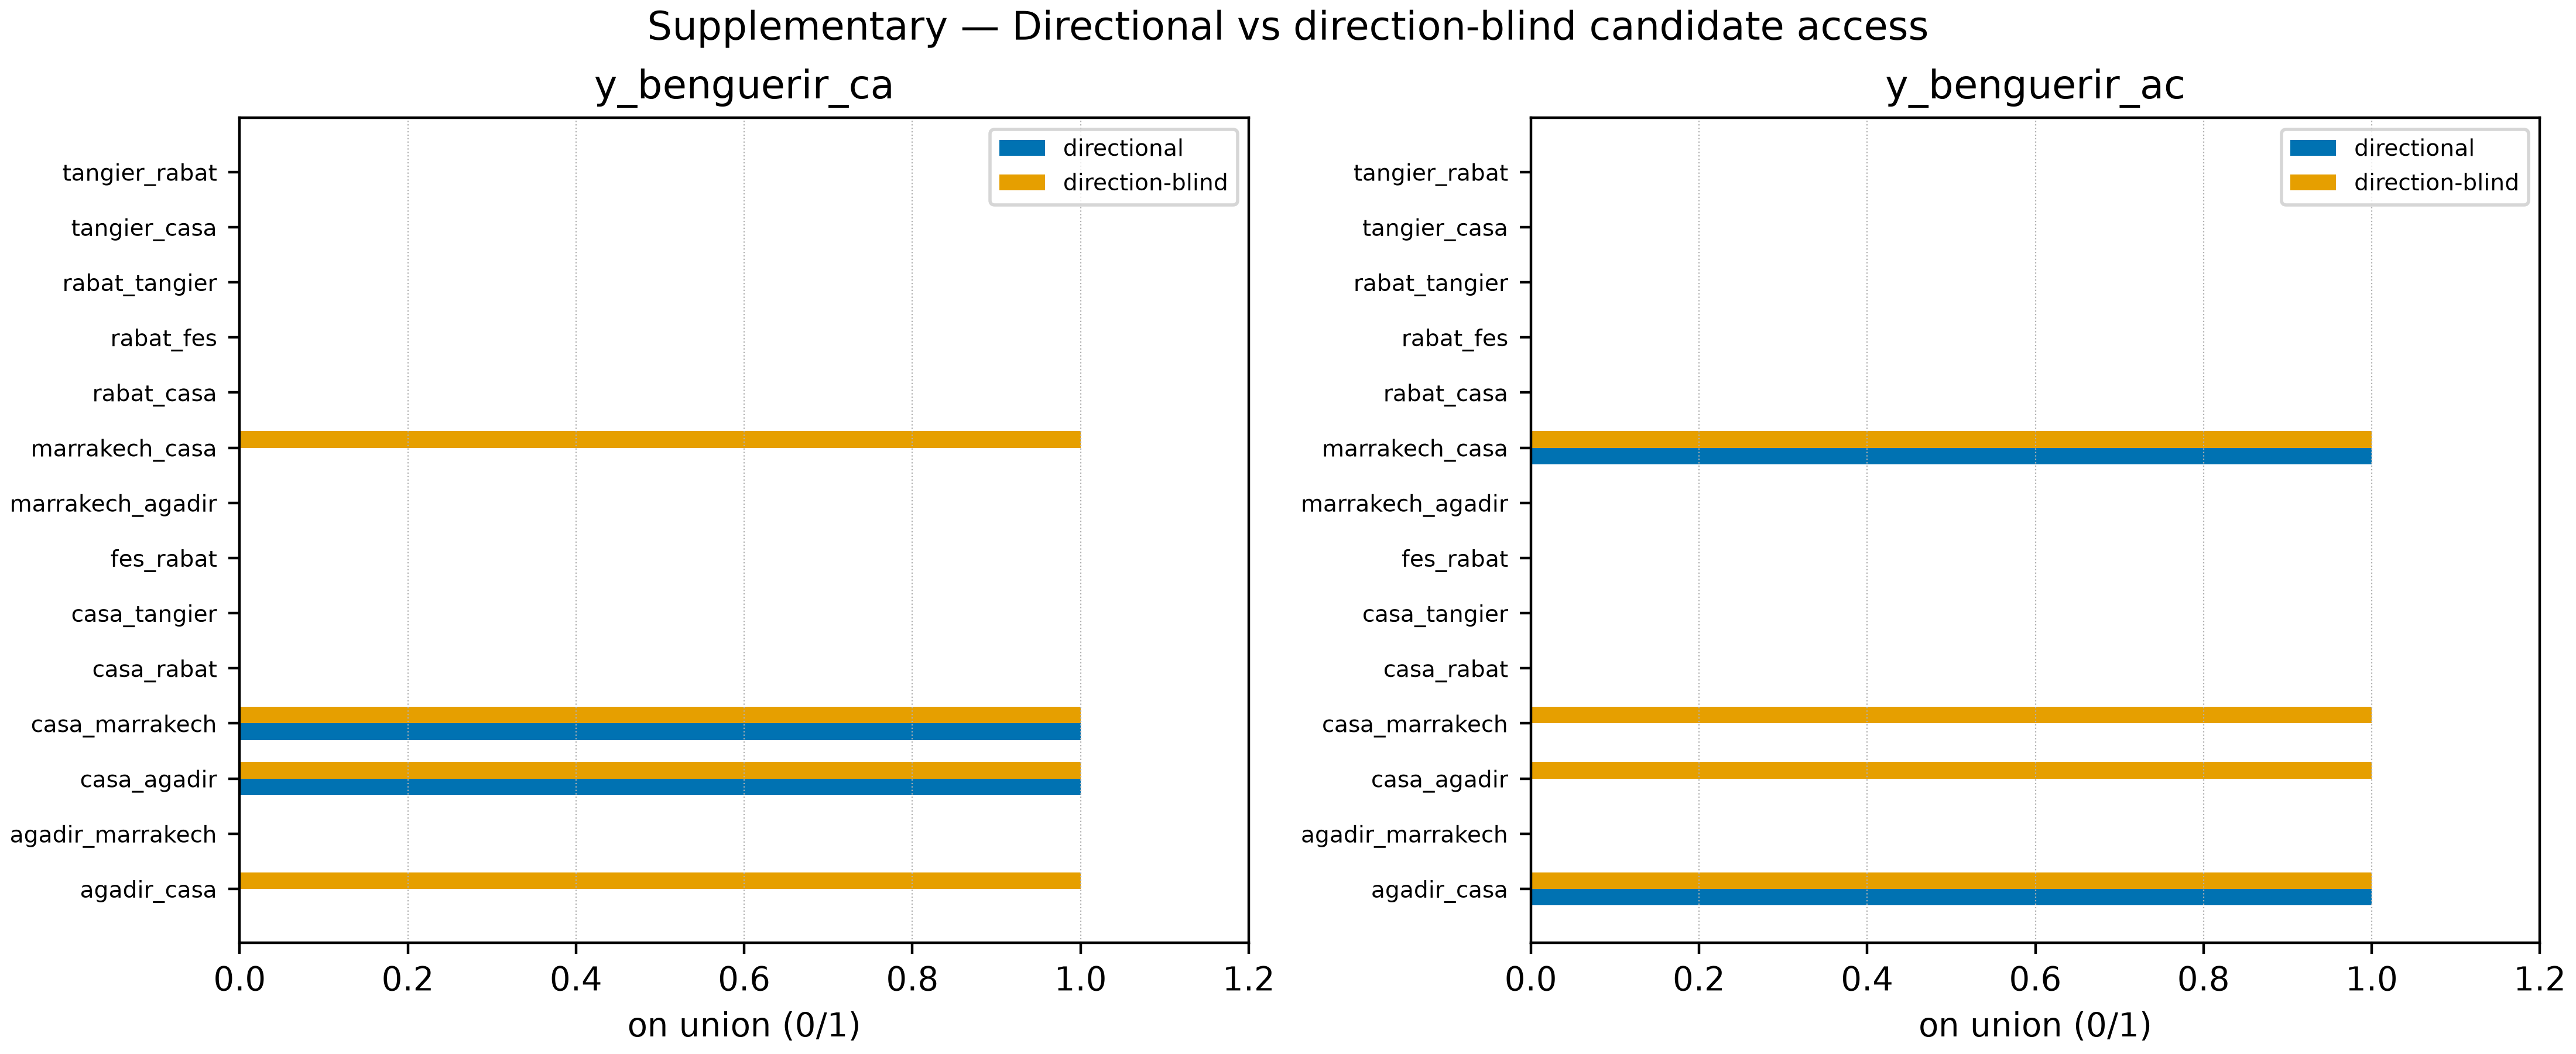 Supplementary — Directional vs direction-blind candidate access
y_benguerir_ca
directional
direction-blind
tangier_rabat
tangier_casa
rabat_tangier
rabat_fes
rabat_casa
marrakech_casa
marrakech_agadir
fes_rabat
casa_tangier
casa_rabat
casa_marrakech
casa_agadir
agadir_marrakech
agadir_casa
0.0 0.2 0.4 0.6 0.8 1.0 1.2
on union (0/1)
y_benguerir_ac
directional
direction-blind
tangier_rabat
tangier_casa
rabat_tangier
rabat_fes
rabat_casa
marrakech_casa
marrakech_agadir
fes_rabat
casa_tangier
casa_rabat
casa_marrakech
casa_agadir
agadir_marrakech
agadir_casa
0.0 0.2 0.4 0.6 0.8 1.0 1.2
on union (0/1)